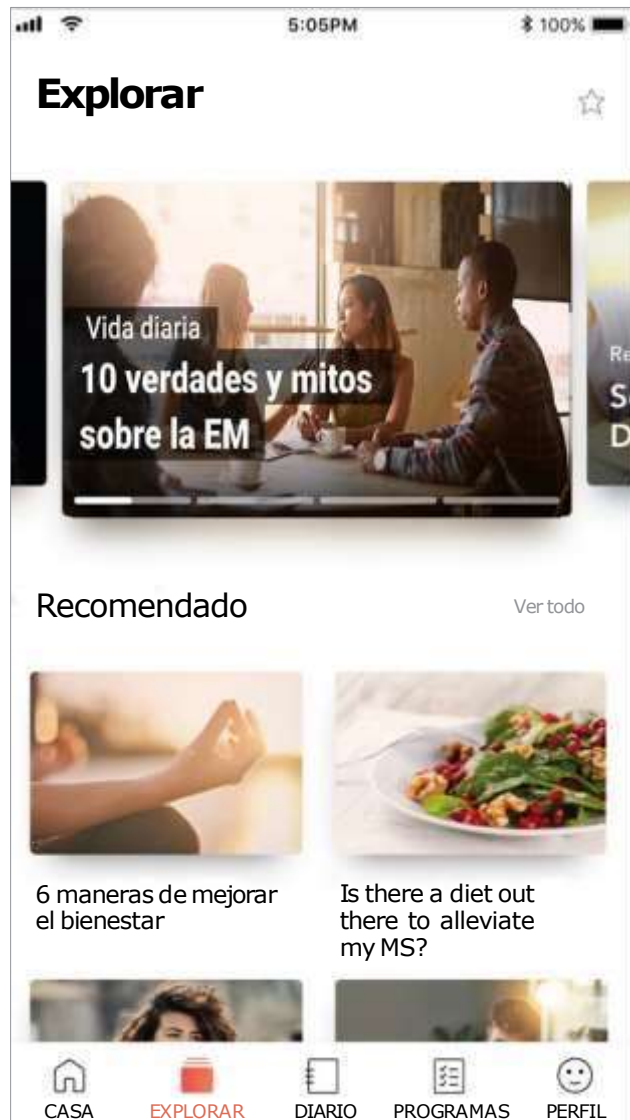 5:05PM
100%
Explorar
Vida diaria
10 verdades y mitos
sobre la EM
Re
S
D
Recomendado
Ver todo
6 maneras de mejorar
el bienestar
Is there a diet out
there to alleviate
my MS?
CASA
EXPLORAR
DIARIO
PROGRAMAS
PERFIL